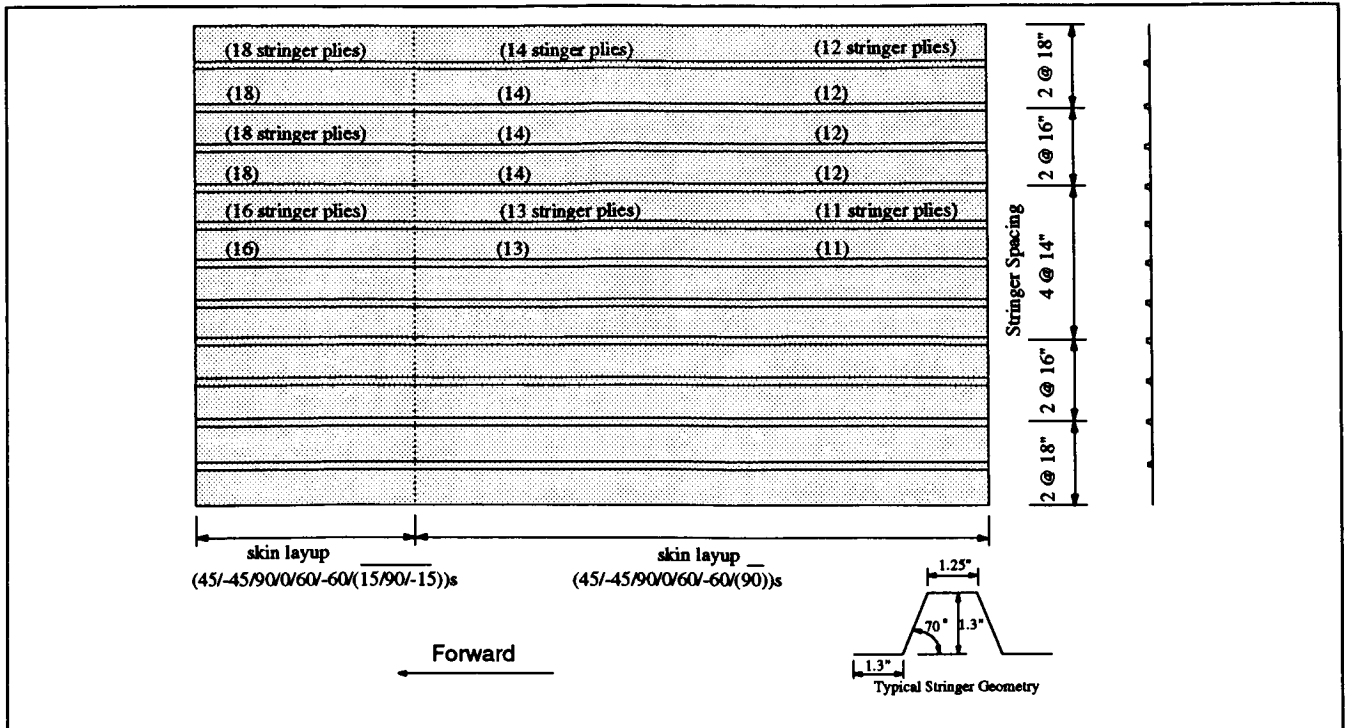 (18 stringer plies) (14 stinger plies) (12 stringer plies)
(18) (14) (12)
(18 stringer plies) (14) (12)
(18) (14) (12)
(16 stringer plies) (13 stringer plies) (11 stringer plies)
(16) (13) (11)
2 @ 18"
2 @ 16"
4 @ 14"
2 @ 16"
2 @ 18"
Stringer Spacing
skin layup
(45/-45/90/0/60/-60/(15/90/-15))s
skin layup
(45/-45/90/0/60/-60/(90))s
Forward
1.25"
70°
1.3"
1.3"
Typical Stringer Geometry